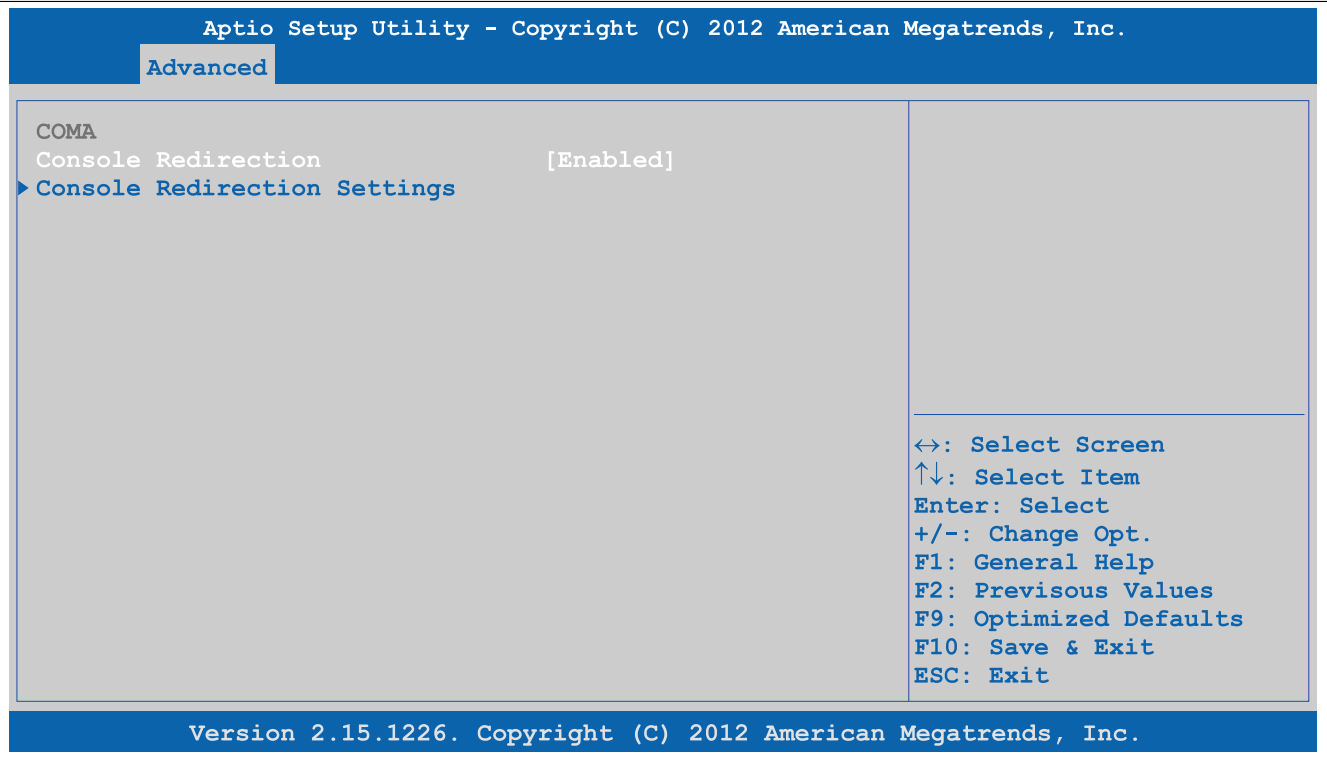 Aptio Setup Utility - Copyright (C) 2012 American Megatrends, Inc.
Advanced
COMA
Console Redirection [Enabled]
Console Redirection Settings
↔: Select Screen
↑↓: Select Item
Enter: Select
+/-: Change Opt.
F1: General Help
F2: Previsous Values
F9: Optimized Defaults
F10: Save & Exit
ESC: Exit
Version 2.15.1226. Copyright (C) 2012 American Megatrends, Inc.